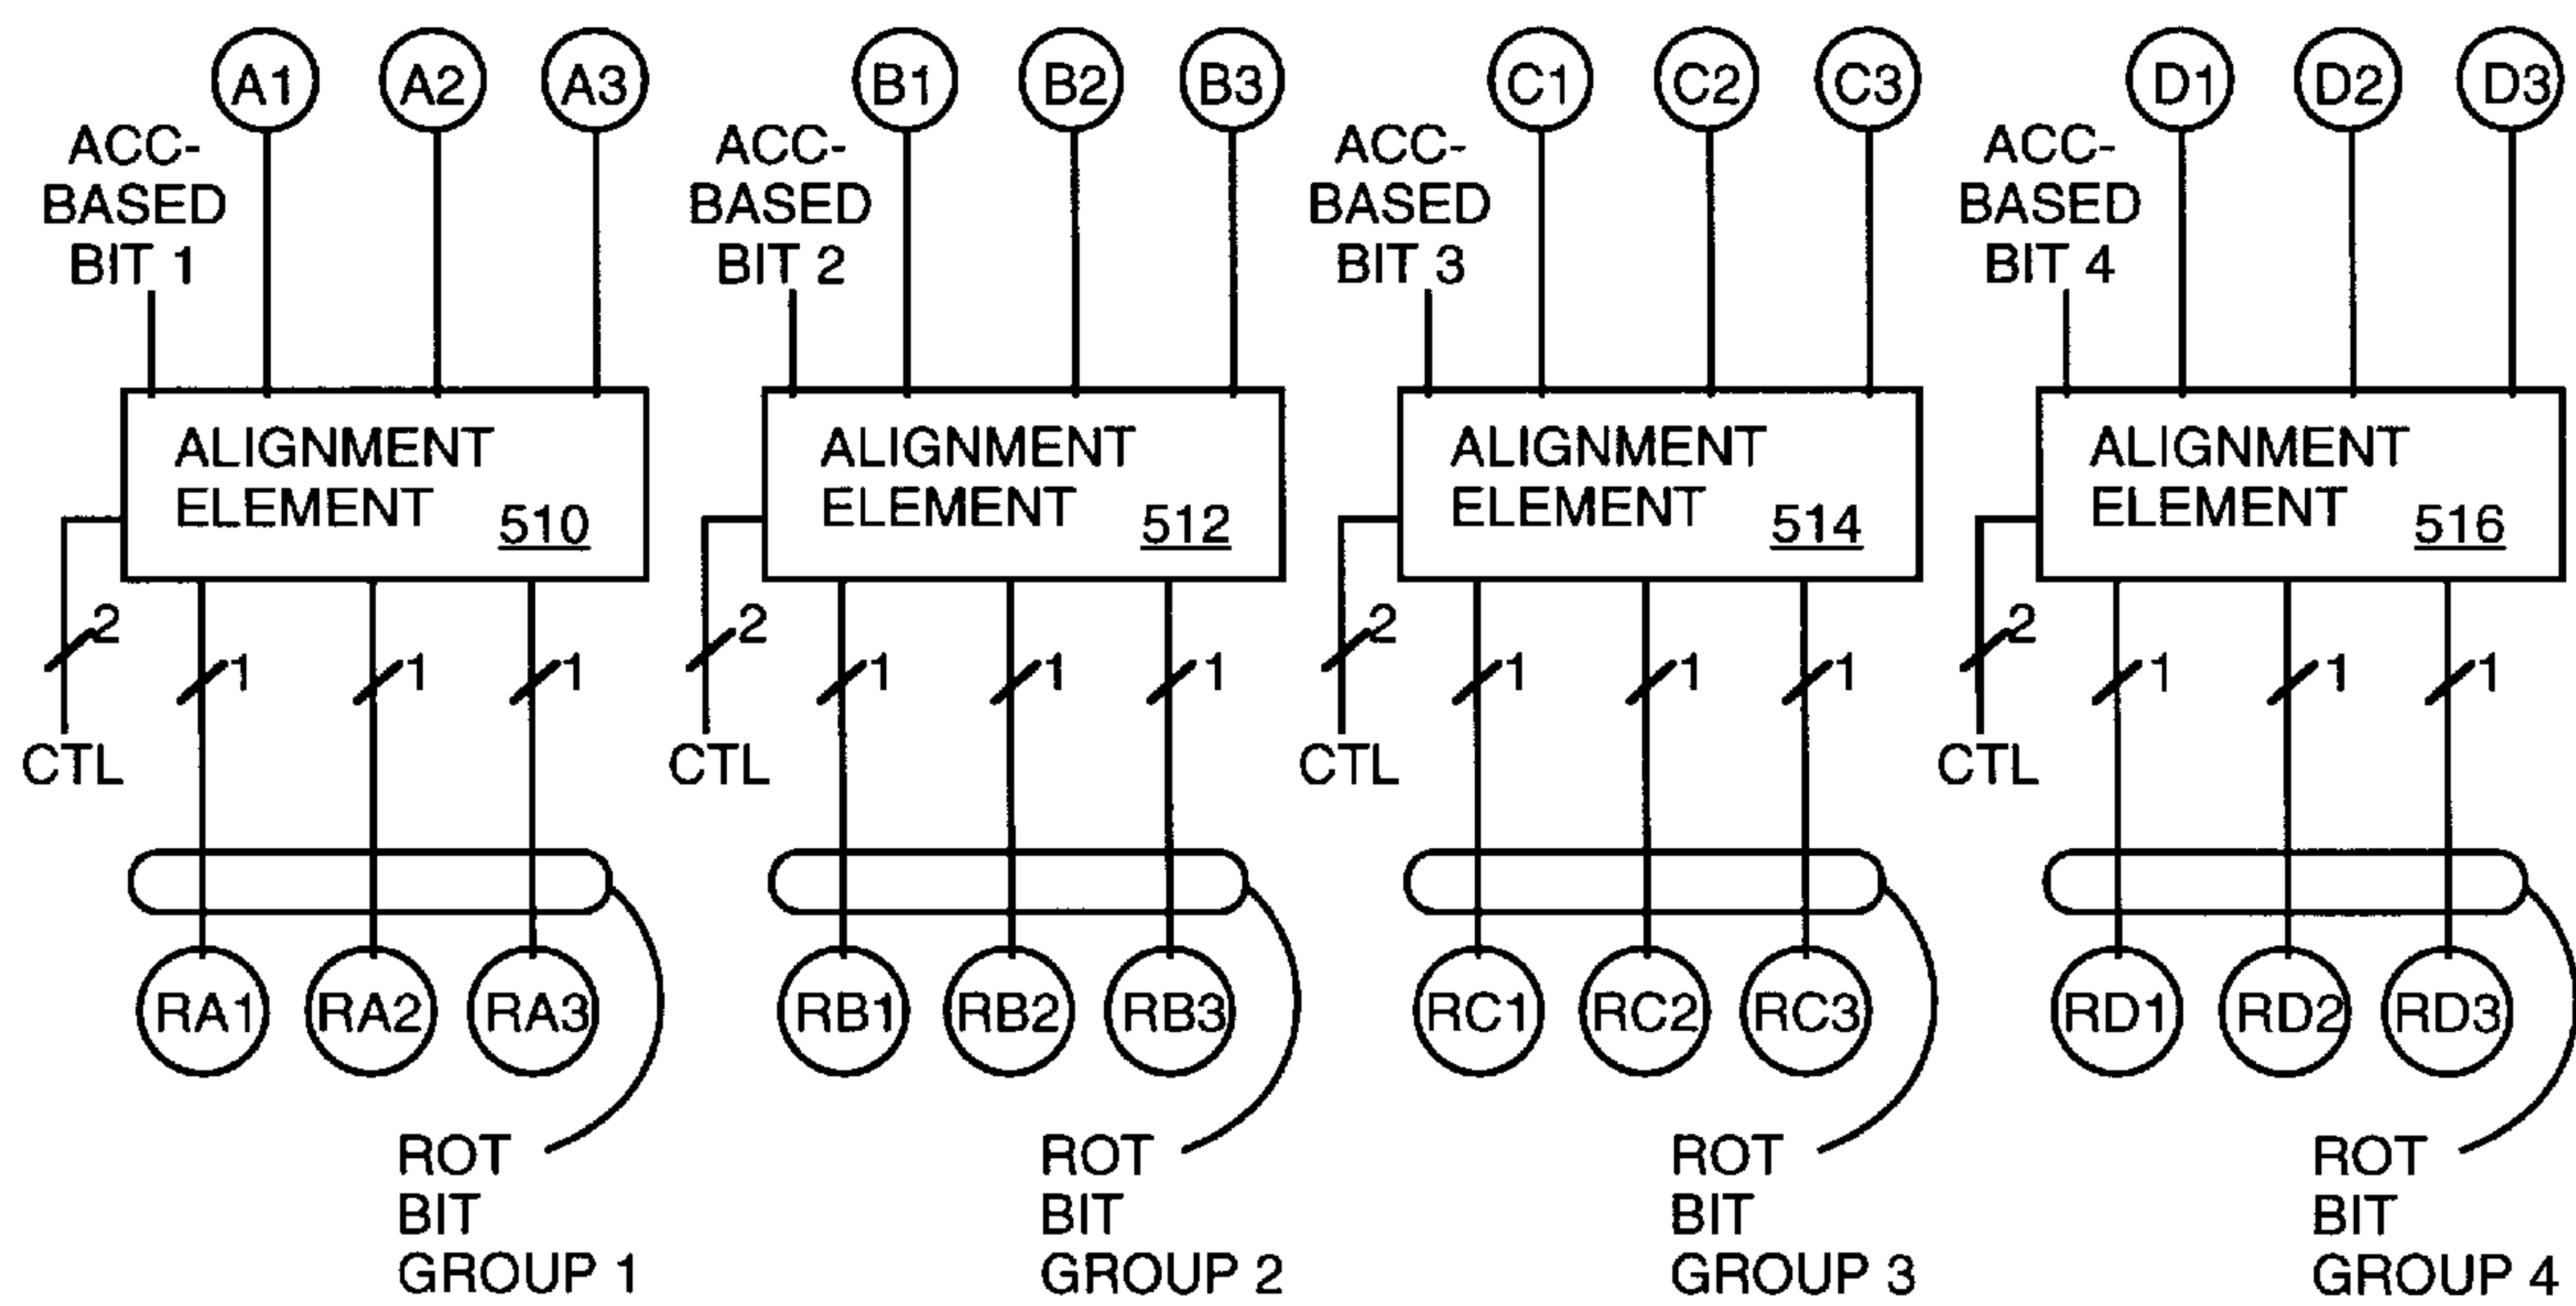 A1 A2 A3 B1 B2 B3 C1 C2 C3 D1 D2 D3
ACC- ACC- ACC- ACC-
BASED BASED BASED BASED
BIT 1 BIT 2 BIT 3 BIT 4
ALIGNMENT ALIGNMENT ALIGNMENT ALIGNMENT
ELEMENT 510 ELEMENT 512 ELEMENT 514 ELEMENT 516
2 2 2 2
1 1 1 1 1 1 1 1 1 1 1 1
CTL CTL CTL CTL
RA1 RA2 RA3 RB1 RB2 RB3 RC1 RC2 RC3 RD1 RD2 RD3
ROT ROT ROT ROT
BIT BIT BIT BIT
GROUP 1 GROUP 2 GROUP 3 GROUP 4